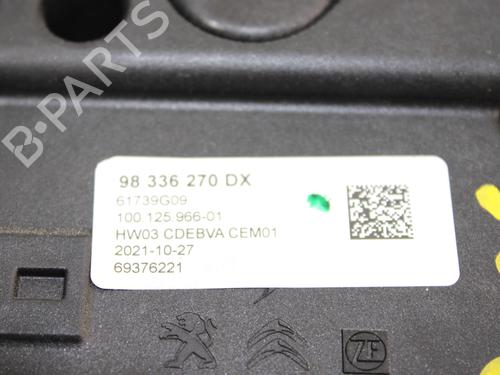 B-PARTS
98 336 270 DX
61739G09
100.125.966-01
HW03 CDEBVA CEM01
2021-10-27
69376221
ZF